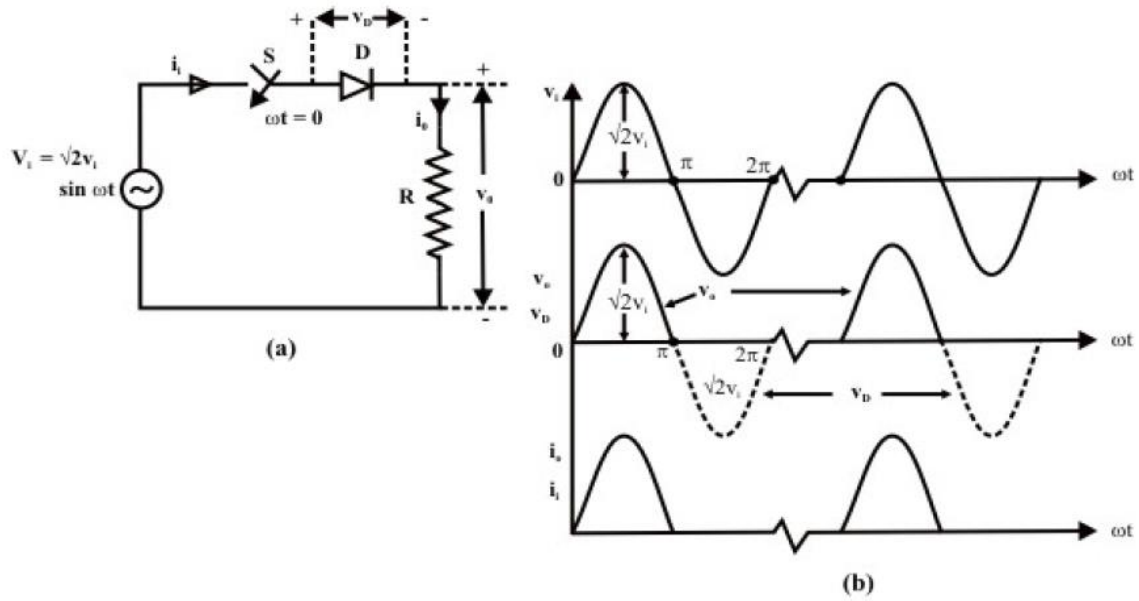 + v_D -
i_i S D +
ωt = 0 i_0
V_i = √2v_i
sin ωt
R v_0
-
(a)
v_i √2v_i π 2π
0 ωt
v_o √2v_i v_o
v_D
0 π 2π ωt
√2v_i v_D
i_o
i_i
ωt
(b)